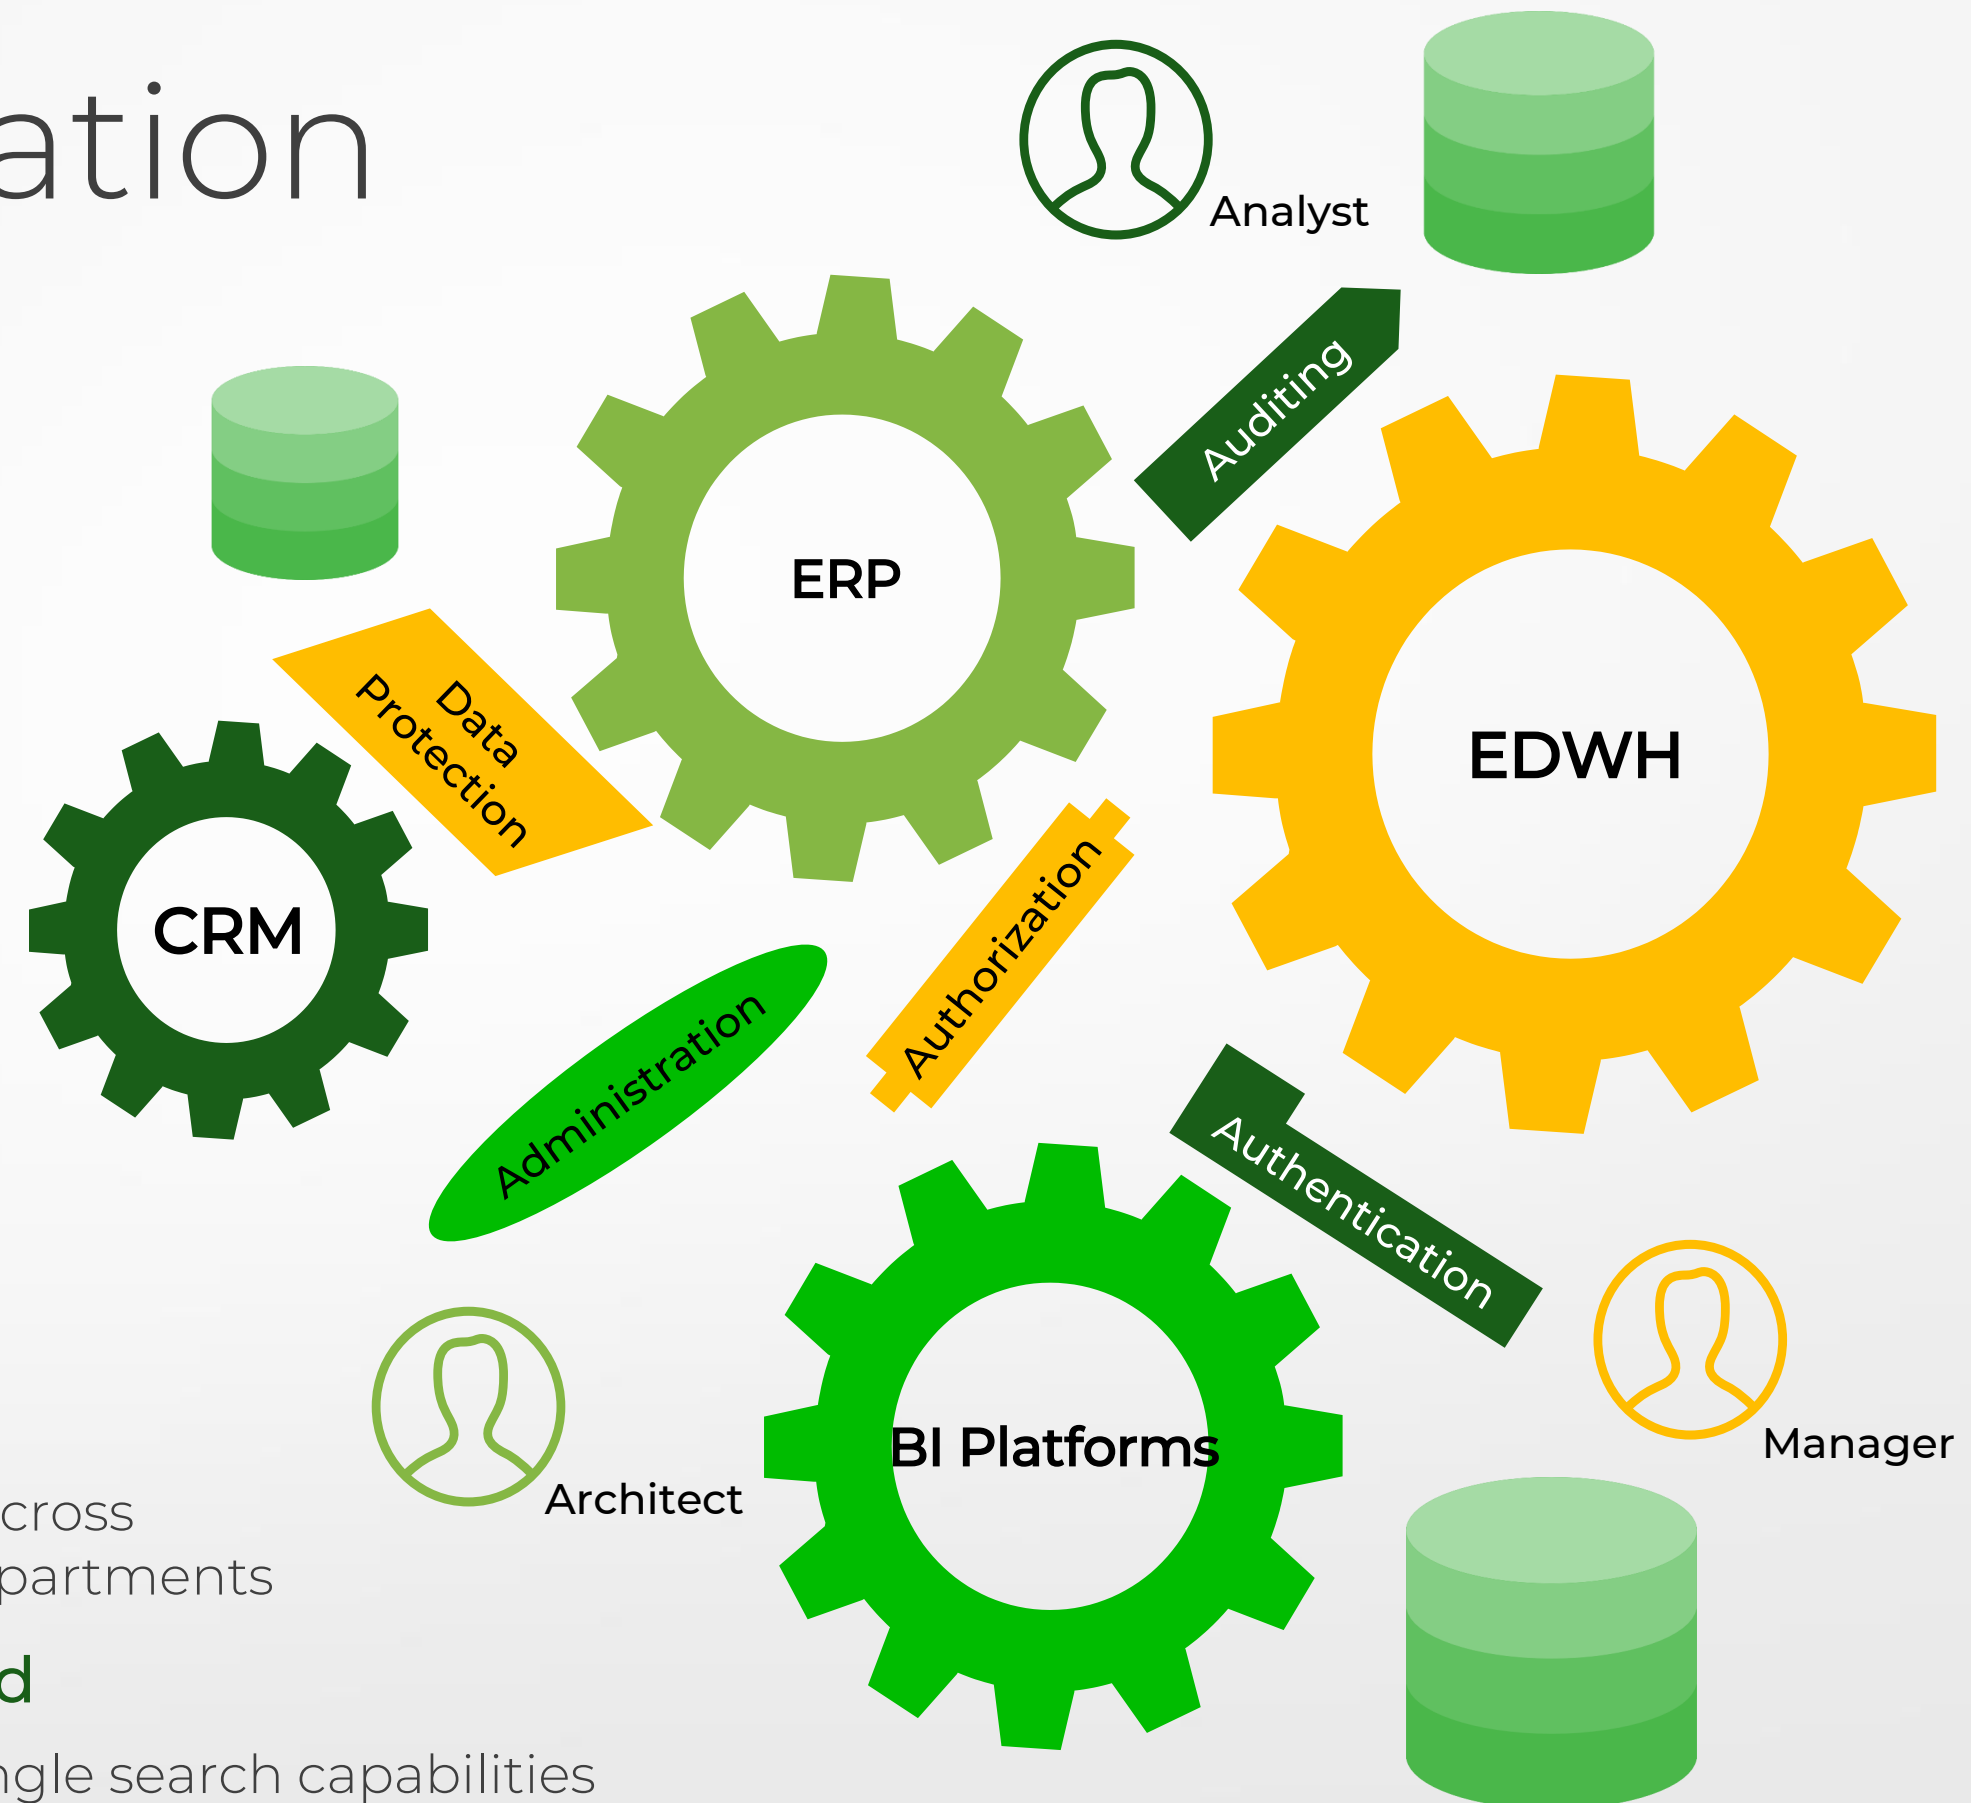 ation
Analyst
Auditing
ERP
Data
Protection
EDWH
CRM
Authorization
Administration
Authentication
BI Platforms
Manager
Architect
cross
partments
d
ngle search capabilities